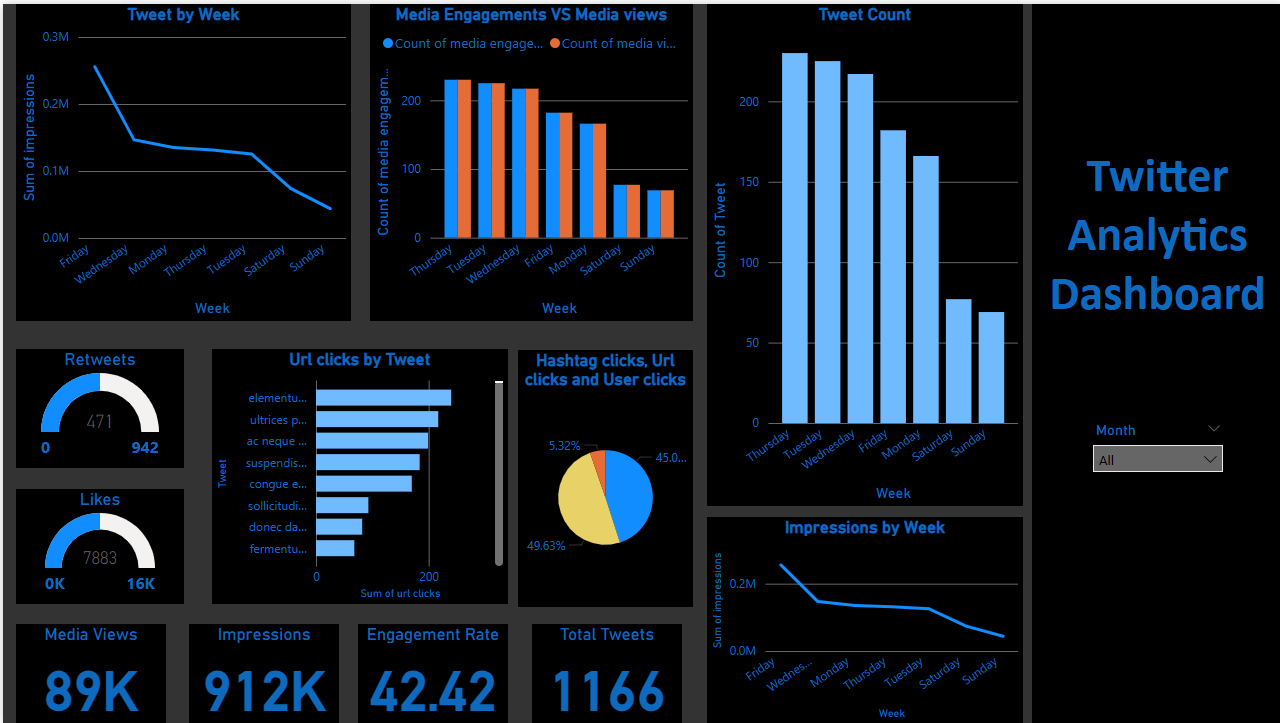 Tweet by Week
0.3M
0.2M
0.1M
0.0M
Sum of impressions
Friday
Wednesday
Monday
Thursday
Tuesday
Saturday
Sunday
Week
Media Engagements VS Media views
Count of media engage... Count of media vi...
Count of media engagem...
200
100
0
Thursday
Tuesday
Wednesday
Friday
Monday
Saturday
Sunday
Week
Tweet Count
Count of Tweet
200
150
100
50
0
Thursday
Tuesday
Wednesday
Friday
Monday
Saturday
Sunday
Week
Twitter
Analytics
Dashboard
Month
All
Retweets
471
0 942
Likes
7883
0K 16K
Url clicks by Tweet
Tweet
elementu...
ultrices p...
ac neque ...
suspendis...
congue e...
sollicitudi...
donec da...
fermentu...
0 200
Sum of url clicks
Hashtag clicks, Url
clicks and User clicks
5.32%
45.0...
49.63%
Impressions by Week
Sum of impressions
0.2M
0.0M
Friday
Wednes...
Monday
Thursday
Tuesday
Saturday
Sunday
Week
Media Views
89K
Impressions
912K
Engagement Rate
42.42
Total Tweets
1166